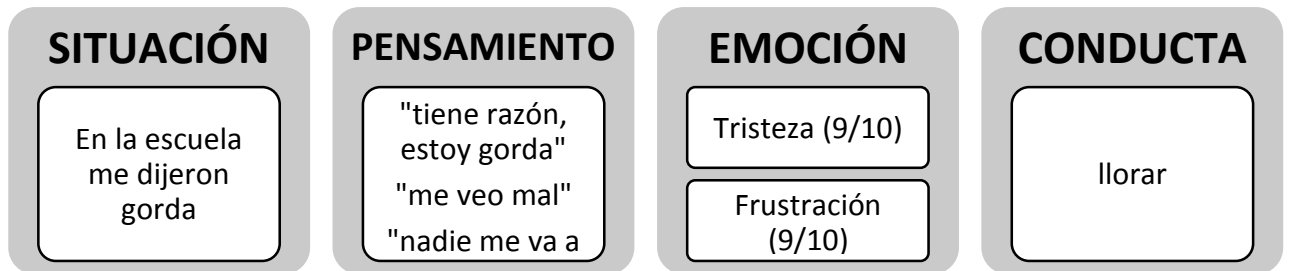 SITUACIÓN
En la escuela
me dijeron
gorda
PENSAMIENTO
"tiene razón,
estoy gorda"
"me veo mal"
"nadie me va a
EMOCIÓN
Tristeza (9/10)
Frustración
(9/10)
CONDUCTA
llorar